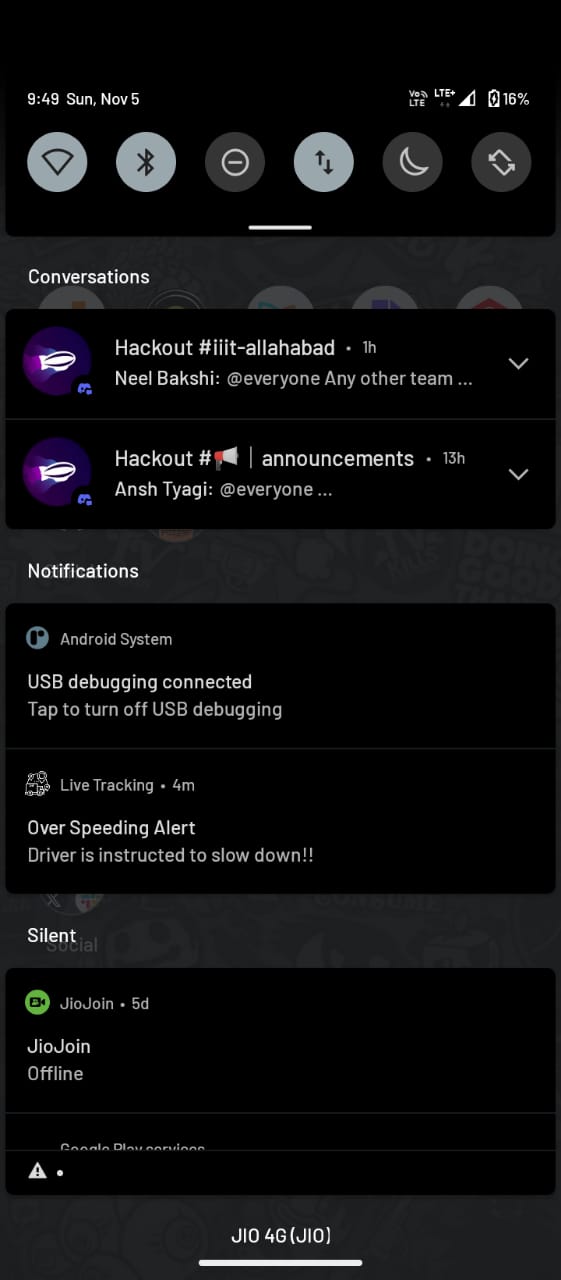 9:49 Sun, Nov 5
Vo LTE LTE+ 16%
Conversations
Hackout #iiit-allahabad • 1h
Neel Bakshi: @everyone Any other team ...
Hackout #📢 | announcements • 13h
Ansh Tyagi: @everyone ...
Notifications
Android System
USB debugging connected
Tap to turn off USB debugging
Live Tracking • 4m
Over Speeding Alert
Driver is instructed to slow down!!
Silent
Social
JioJoin • 5d
JioJoin
Offline
Google Play services
JIO 4G (JIO)